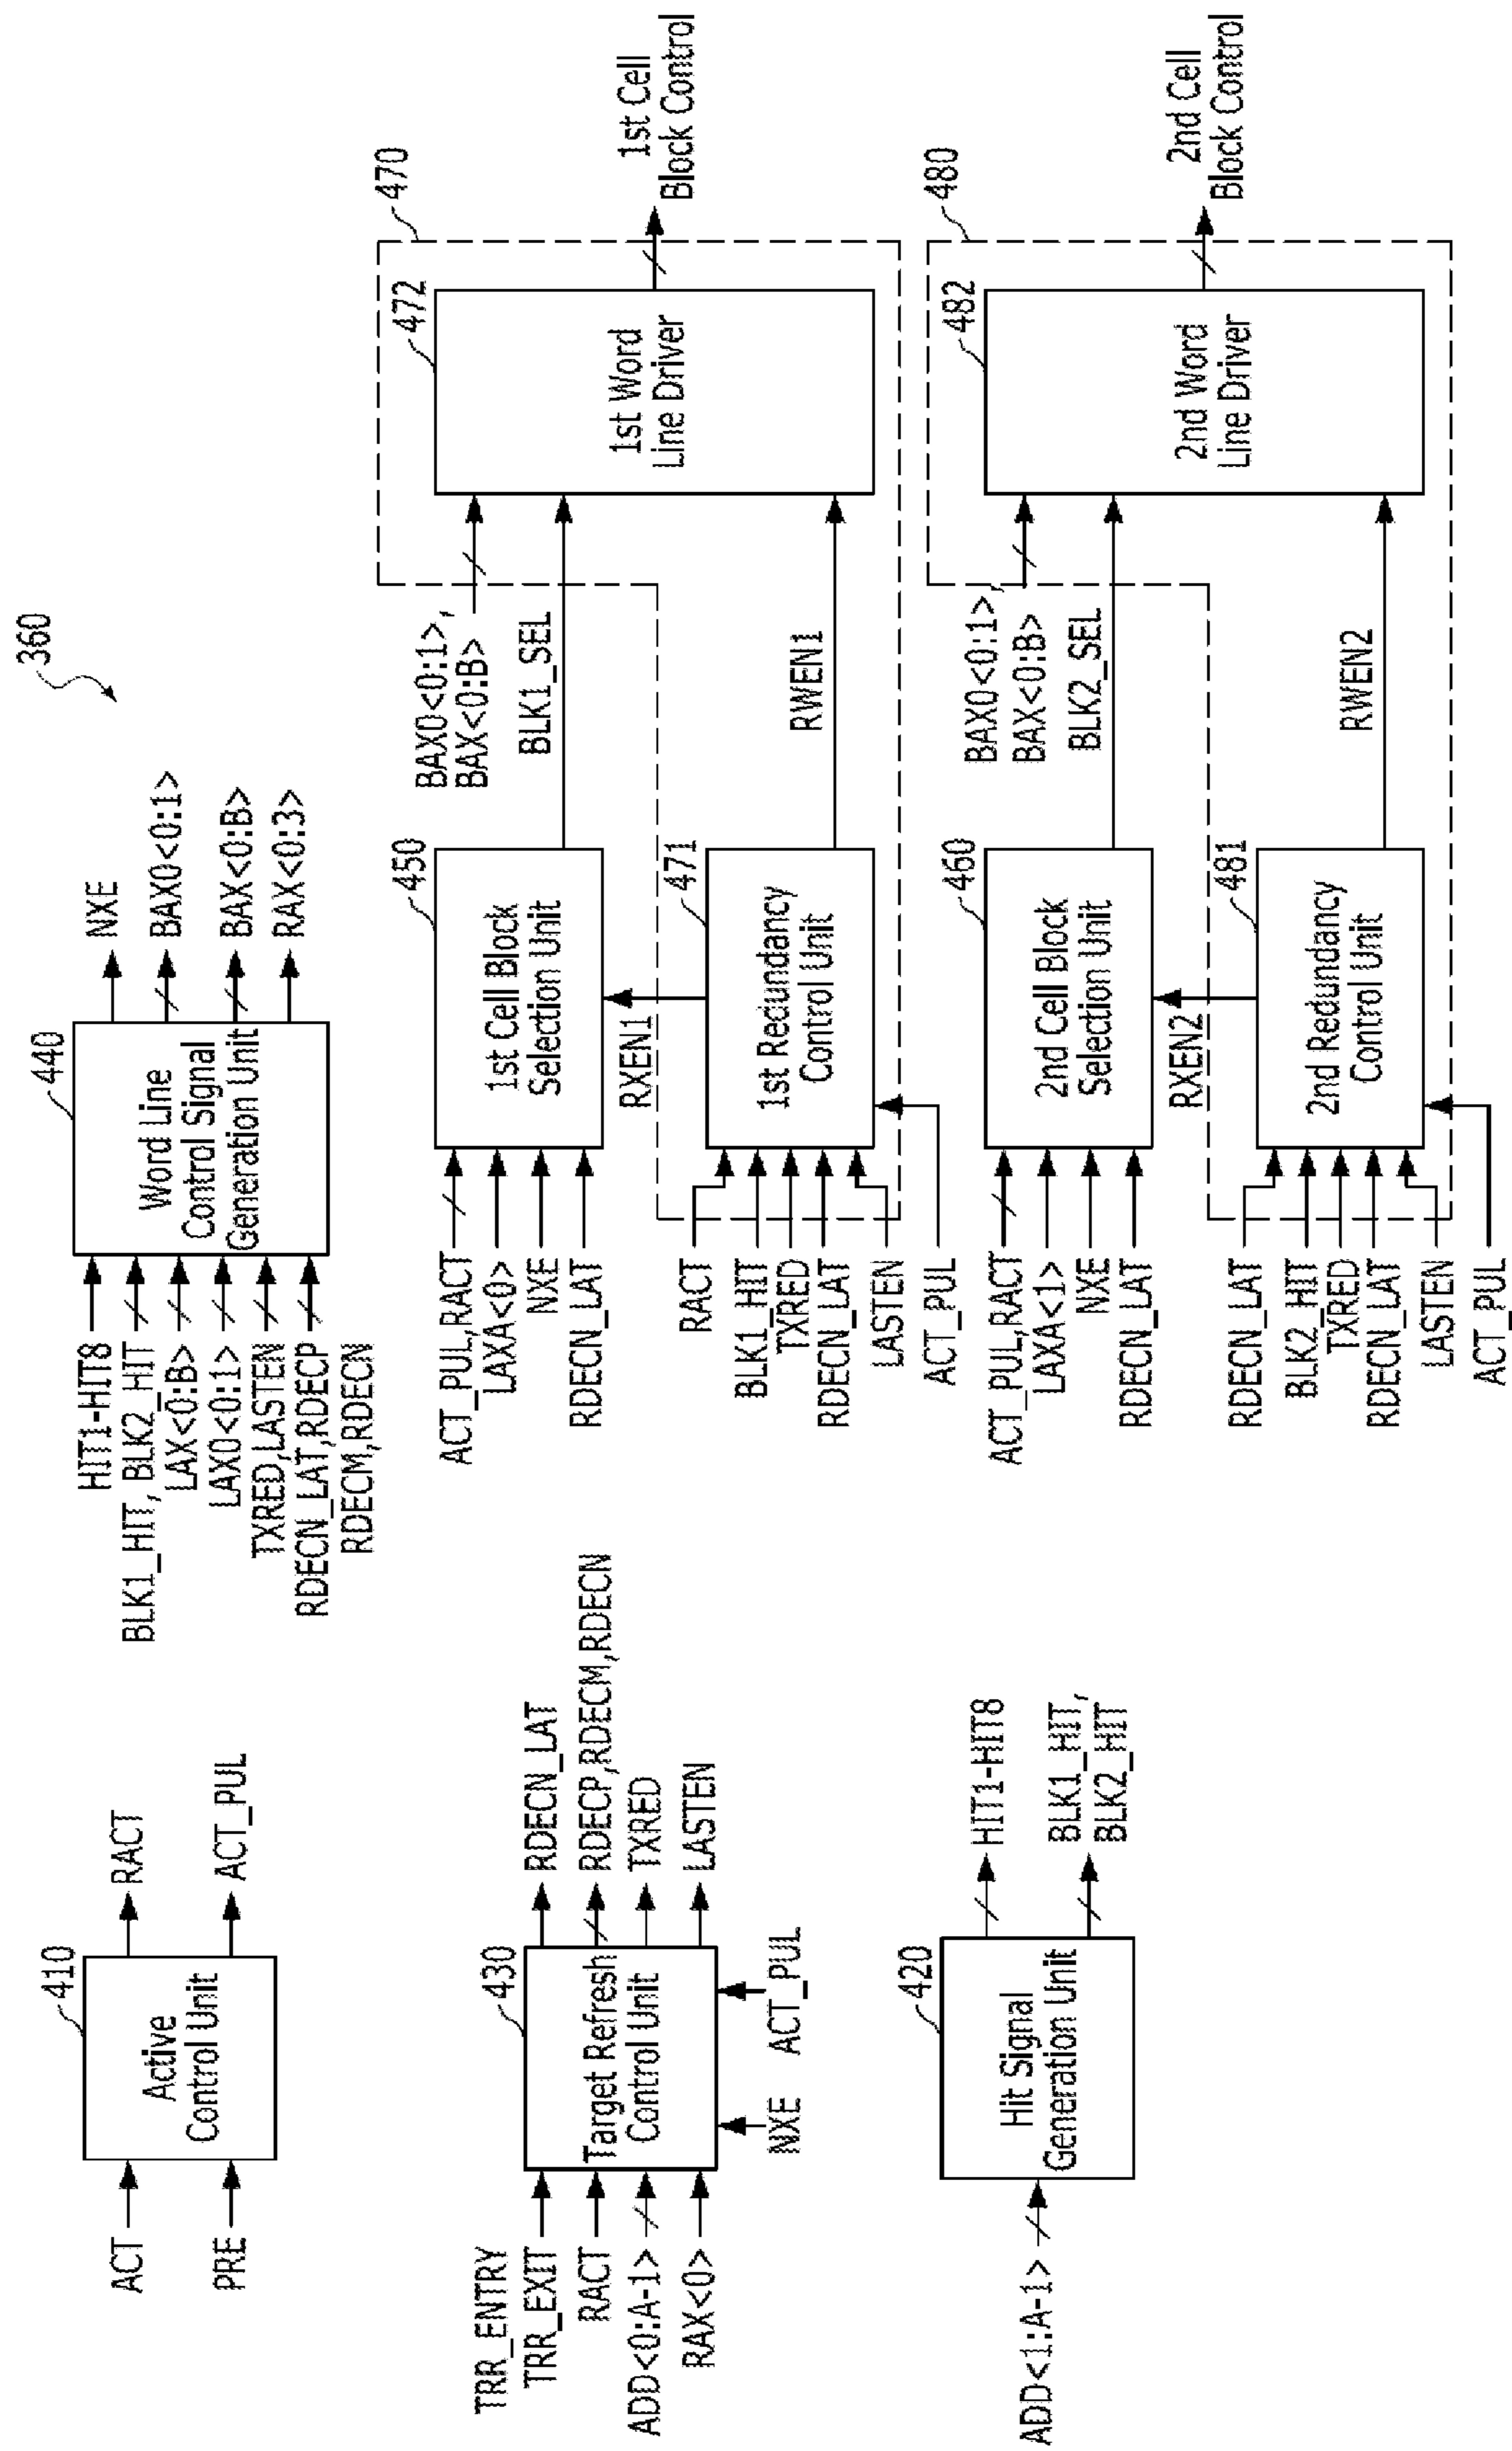 360
410
Active
Control Unit
ACT
PRE
RACT
ACT_PUL
430
Target Refresh
Control Unit
TRR_ENTRY
TRR_EXIT
RACT
ADD<0:A-1>
RAX<0>
NXE
ACT_PUL
RDECN_LAT
RDECP,RDECM,RDECN
TXRED
LASTEN
420
Hit Signal
Generation Unit
ADD<1:A-1>
HIT1-HIT8
BLK1_HIT,
BLK2_HIT
440
Word Line
Control Signal
Generation Unit
HIT1-HIT8
BLK1_HIT, BLK2_HIT
LAX<0:B>
LAX0<0:1>
TXRED,LASTEN
RDECN_LAT,RDECP
RDECM,RDECN
NXE
BAX0<0:1>
BAX<0:B>
RAX<0:3>
450
1st Cell Block
Selection Unit
ACT_PUL,RACT
LAXA<0>
NXE
RDECN_LAT
RXEN1
BLK1_SEL
470
471
1st Redundancy
Control Unit
RACT
BLK1_HIT
TXRED
RDECN_LAT
LASTEN
ACT_PUL
RWEN1
BAX0<0:1>,
BAX<0:B>
472
1st Word
Line Driver
1st Cell
Block Control
460
2nd Cell Block
Selection Unit
ACT_PUL,RACT
LAXA<1>
NXE
RDECN_LAT
RXEN2
BLK2_SEL
480
481
2nd Redundancy
Control Unit
RDECN_LAT
BLK2_HIT
TXRED
RDECN_LAT
LASTEN
ACT_PUL
RWEN2
BAX0<0:1>,
BAX<0:B>
482
2nd Word
Line Driver
2nd Cell
Block Control